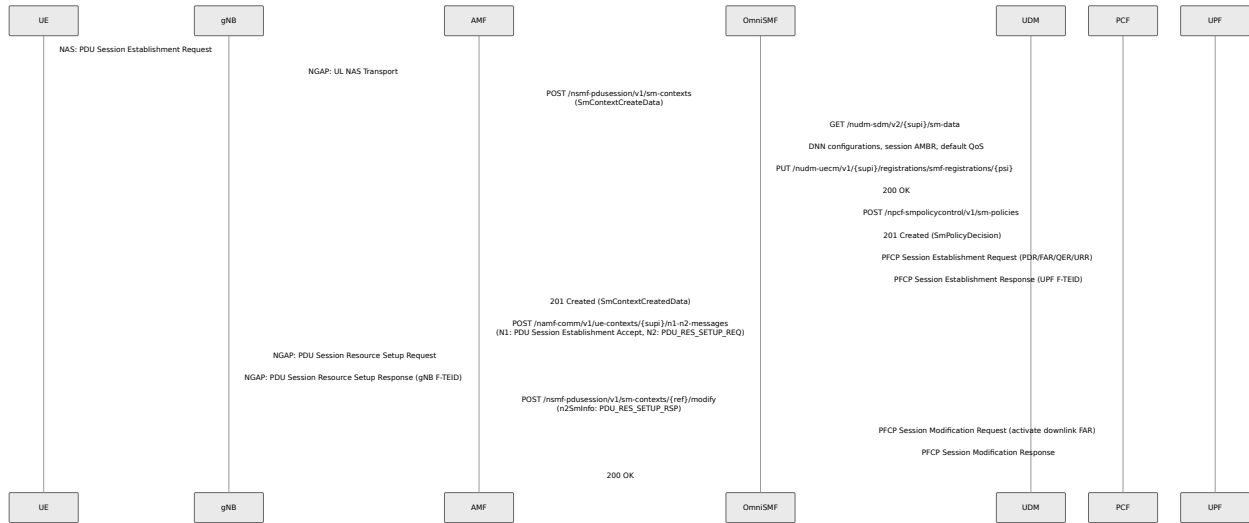 UE gNB AMF OmniSMF UDM PCF UPF
NAS: PDU Session Establishment Request
NGAP: UL NAS Transport
POST /nsmf-pdusession/v1/sm-contexts
(SmContextCreateData)
GET /nudm-sdm/v2/{supi}/sm-data
DNN configurations, session AMBR, default QoS
PUT /nudm-uecm/v1/{supi}/registrations/smf-registrations/{psi}
200 OK
POST /npcf-smpolicycontrol/v1/sm-policies
201 Created (SmPolicyDecision)
PFCP Session Establishment Request (PDR/FAR/QER/URR)
PFCP Session Establishment Response (UPF F-TEID)
201 Created (SmContextCreatedData)
POST /namf-comm/v1/ue-contexts/{supi}/n1-n2-messages
(N1: PDU Session Establishment Accept, N2: PDU_RES_SETUP_REQ)
NGAP: PDU Session Resource Setup Request
NGAP: PDU Session Resource Setup Response (gNB F-TEID)
POST /nsmf-pdusession/v1/sm-contexts/{ref}/modify
(n2SmInfo: PDU_RES_SETUP_RSP)
PFCP Session Modification Request (activate downlink FAR)
PFCP Session Modification Response
200 OK
UE gNB AMF OmniSMF UDM PCF UPF